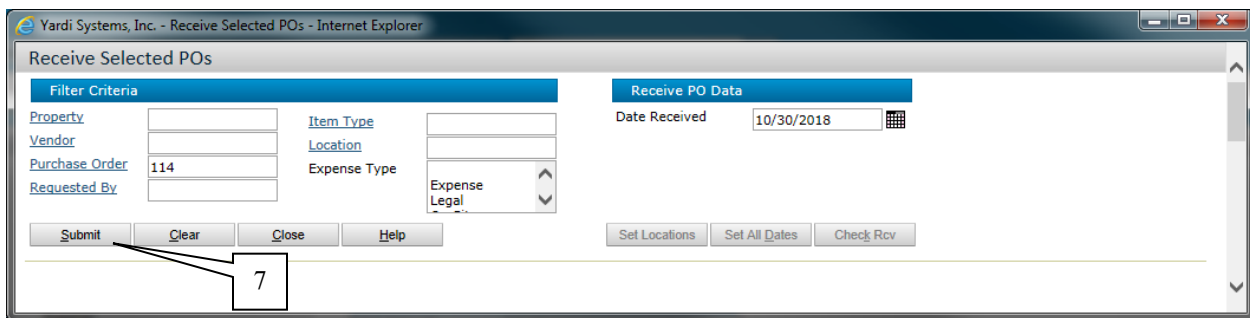 Yardi Systems, Inc. - Receive Selected POs - Internet Explorer
Receive Selected POs
Filter Criteria
Receive PO Data
Property
Item Type
Date Received 10/30/2018
Vendor
Location
Purchase Order 114
Expense Type
Requested By
Expense
Legal
Submit Clear Close Help Set Locations Set All Dates Check Rcv
7